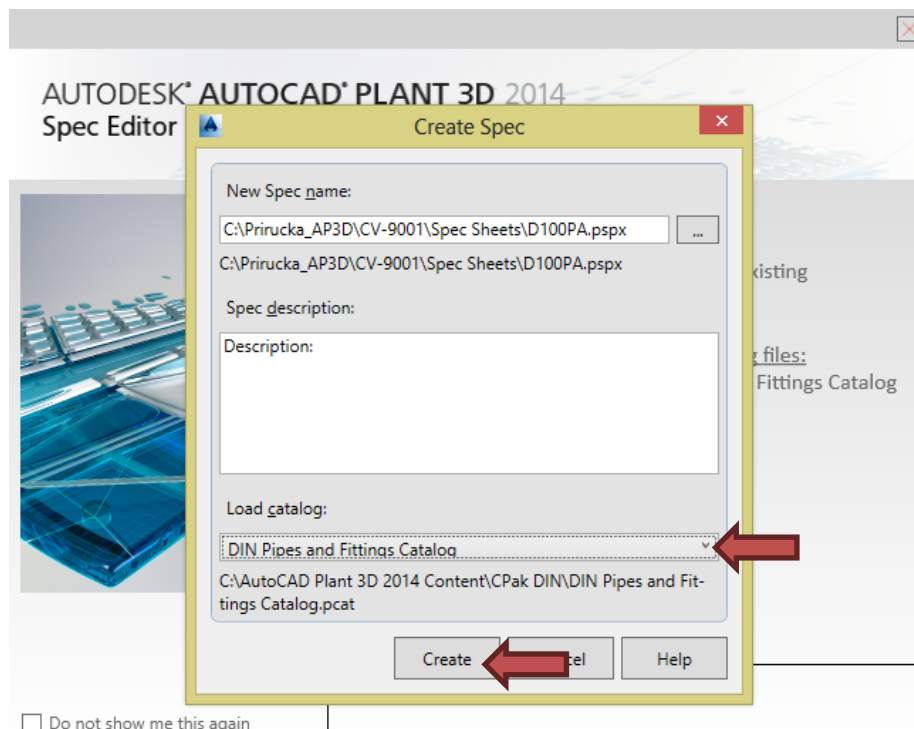 AUTODESK® AUTOCAD® PLANT 3D 2014
Spec Editor
Create Spec
New Spec name:
C:\Prirucka_AP3D\CV-9001\Spec Sheets\D100PA.pspx
...
C:\Prirucka_AP3D\CV-9001\Spec Sheets\D100PA.pspx
Spec description:
Description:
Load catalog:
DIN Pipes and Fittings Catalog
C:\AutoCAD Plant 3D 2014 Content\CPak DIN\DIN Pipes and Fit-
tings Catalog.pcat
Create
Help
files:
Fittings Catalog
Do not show me this again